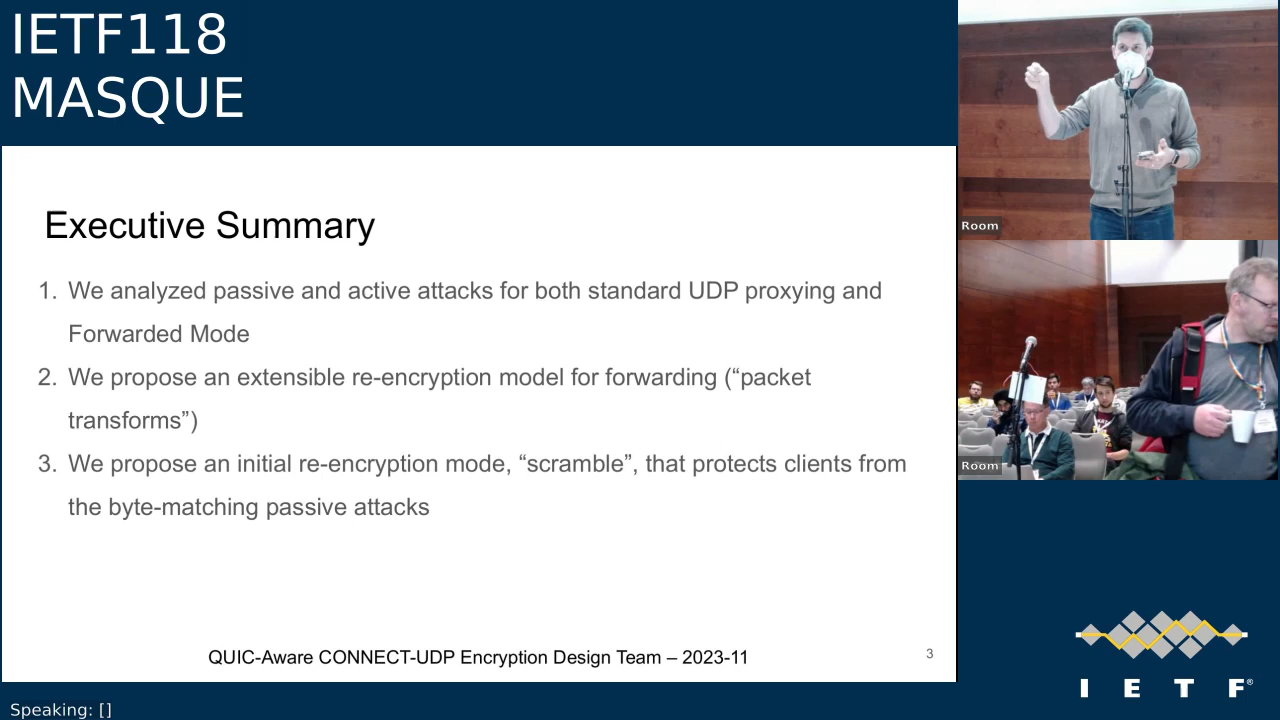 IETF118
MASQUE
Executive Summary
1. We analyzed passive and active attacks for both standard UDP proxying and
Forwarded Mode
2. We propose an extensible re-encryption model for forwarding (“packet
transforms”)
3. We propose an initial re-encryption mode, “scramble”, that protects clients from
the byte-matching passive attacks
QUIC-Aware CONNECT-UDP Encryption Design Team – 2023-11
3
Room
Room
I E T F®
Speaking: []